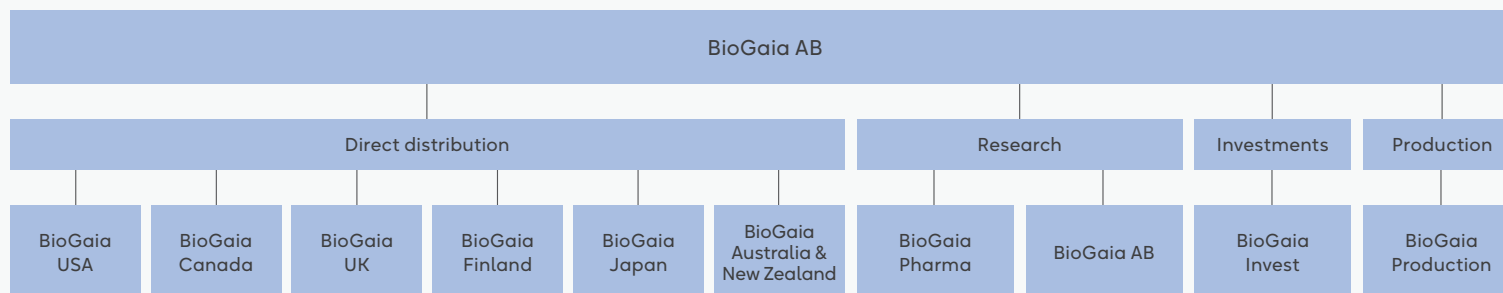 BioGaia AB
Direct distribution
Research
Investments
Production
BioGaia
USA
BioGaia
Canada
BioGaia
UK
BioGaia
Finland
BioGaia
Japan
BioGaia
Australia &
New Zealand
BioGaia
Pharma
BioGaia AB
BioGaia
Invest
BioGaia
Production